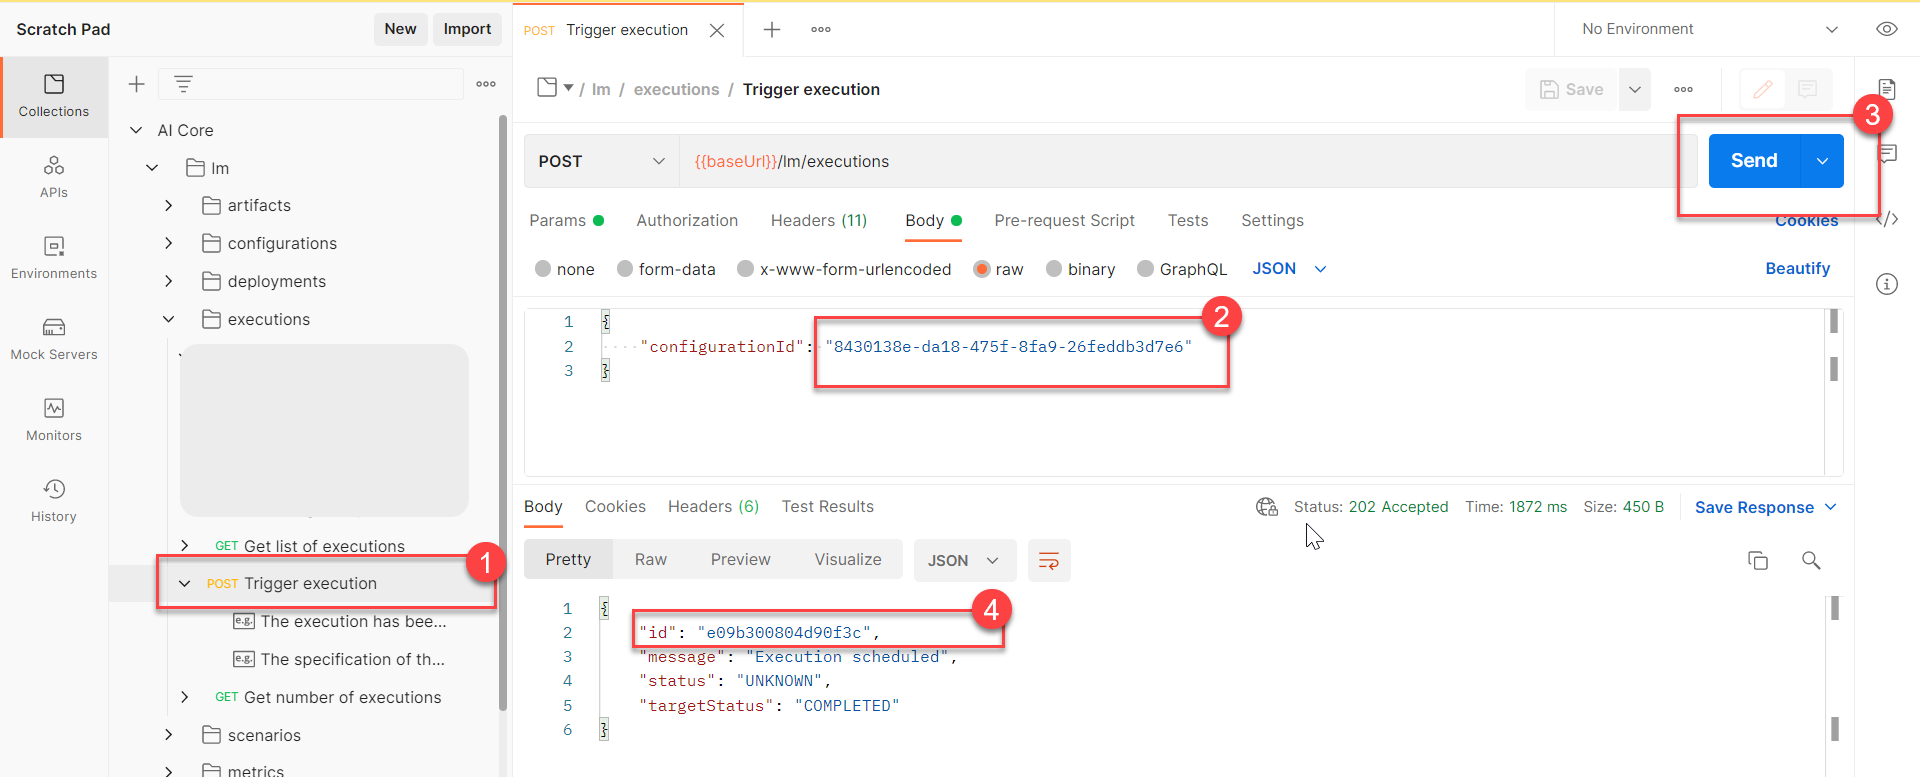 Scratch Pad
New
Import
Collections
APIs
Environments
Mock Servers
Monitors
History
AI Core
lm
artifacts
configurations
deployments
executions
GET Get list of executions
POST Trigger execution
1
e.g. The execution has bee...
e.g. The specification of th...
GET Get number of executions
scenarios
metrics
POST Trigger execution
No Environment
/ lm / executions / Trigger execution
Save
POST
{{baseUrl}}/lm/executions
Send
3
Params
Authorization
Headers (11)
Body
Pre-request Script
Tests
Settings
Cookies
none
form-data
x-www-form-urlencoded
raw
binary
GraphQL
JSON
Beautify
1 {
2 "configurationId": "8430138e-da18-475f-8fa9-26feddb3d7e6"
3 }
2
Body
Cookies
Headers (6)
Test Results
Status: 202 Accepted
Time: 1872 ms
Size: 450 B
Save Response
Pretty
Raw
Preview
Visualize
JSON
1 {
2 "id": "e09b300804d90f3c",
3 "message": "Execution scheduled",
4 "status": "UNKNOWN",
5 "targetStatus": "COMPLETED"
6 }
4